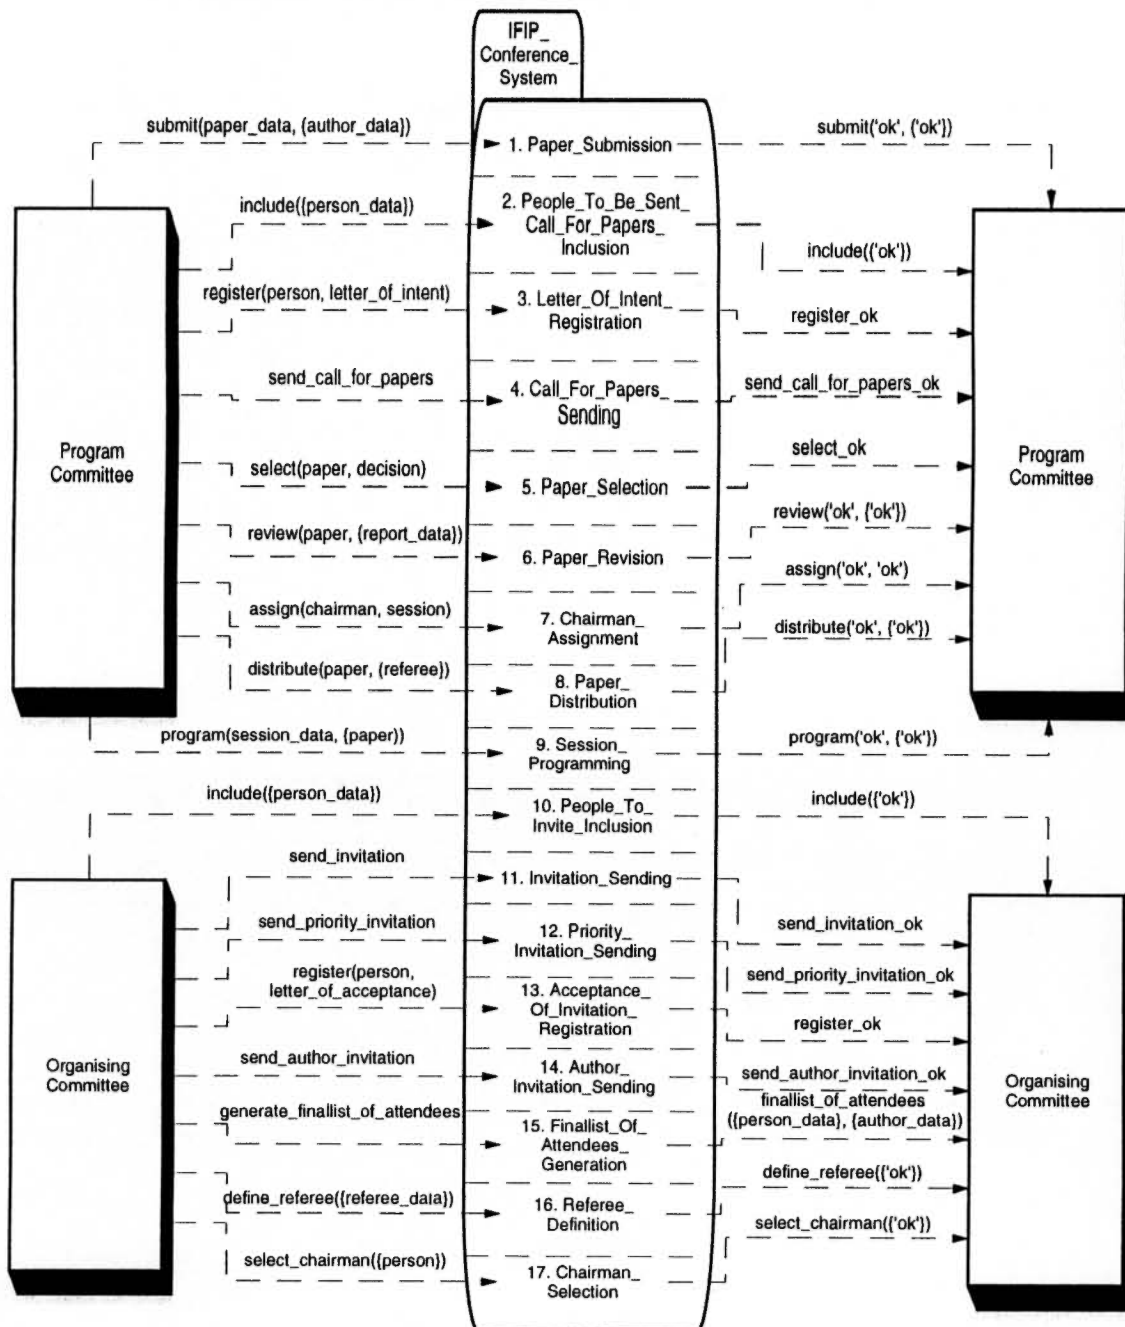 IFIP_
Conference_
System
submit(paper_data, {author_data})
1. Paper_Submission
submit('ok', {'ok'})
include({person_data})
2. People_To_Be_Sent_
Call_For_Papers_
Inclusion
include({'ok'})
register(person, letter_of_intent)
3. Letter_Of_Intent_
Registration
register_ok
send_call_for_papers
4. Call_For_Papers_
Sending
send_call_for_papers_ok
Program
Committee
select(paper, decision)
5. Paper_Selection
select_ok
Program
Committee
review(paper, {report_data})
6. Paper_Revision
review('ok', {'ok'})
assign(chairman, session)
7. Chairman_
Assignment
assign('ok', 'ok')
distribute(paper, {referee})
8. Paper_
Distribution
distribute('ok', {'ok'})
program(session_data, {paper})
9. Session_
Programming
program('ok', {'ok'})
include({person_data})
10. People_To_
Invite_Inclusion
include({'ok'})
send_invitation
11. Invitation_Sending
send_invitation_ok
send_priority_invitation
12. Priority_
Invitation_Sending
send_priority_invitation_ok
register(person,
letter_of_acceptance)
13. Acceptance_
Of_Invitation_
Registration
register_ok
Organising
Committee
send_author_invitation
14. Author_
Invitation_Sending
send_author_invitation_ok
Organising
Committee
generate_finallist_of_attendees
15. Finallist_Of_
Attendees_
Generation
finallist_of_attendees
({person_data}, {author_data})
define_referee({referee_data})
16. Referee_
Definition
define_referee({'ok'})
select_chairman({person})
17. Chairman_
Selection
select_chairman({'ok'})